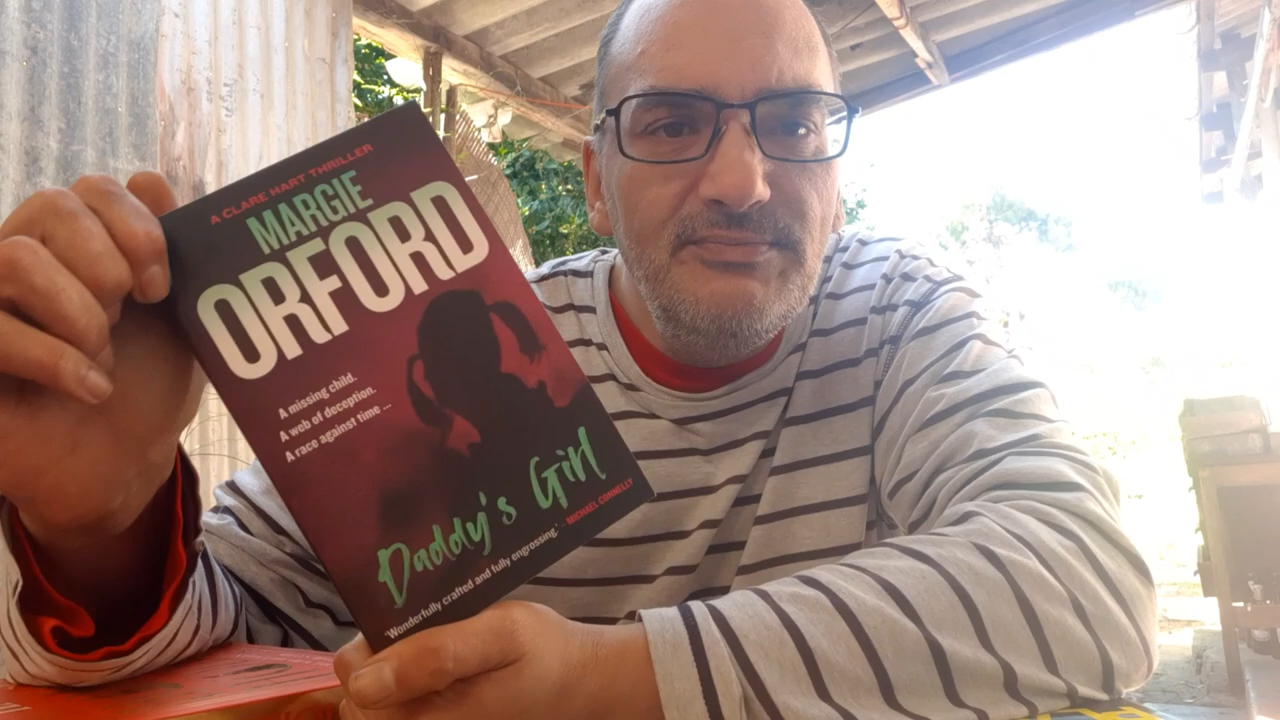 A CLARE HART THRILLER
MARGIE
ORFORD
A missing child.
A web of deception.
A race against time ...
Daddy's Girl
'Wonderfully crafted and fully engrossing.' – MICHAEL CONNELLY